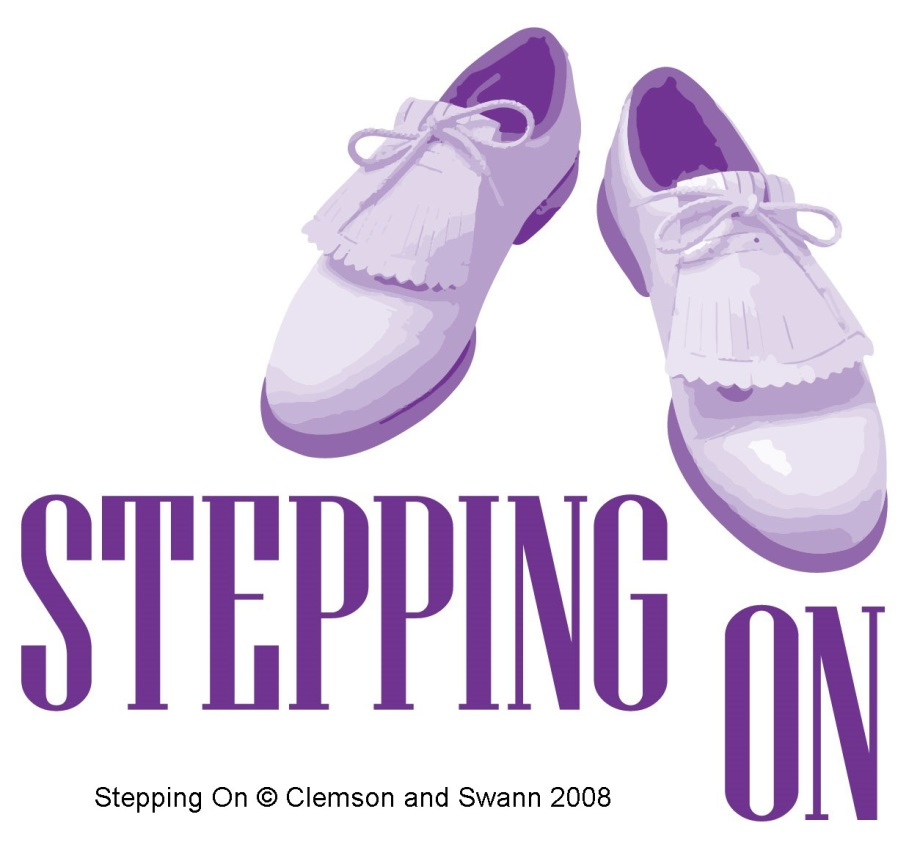 STEPPING
ON
Stepping On © Clemson and Swann 2008